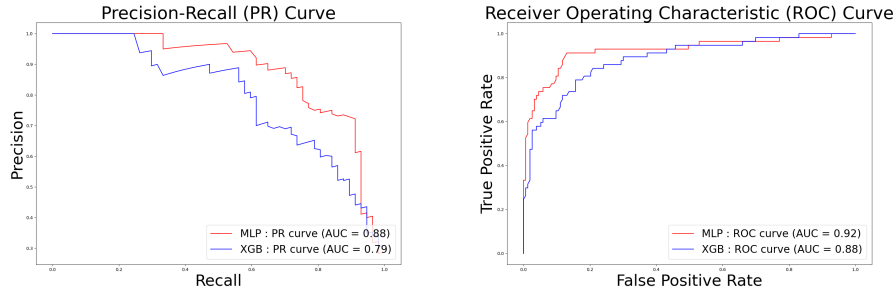 Precision-Recall (PR) Curve
1.0
0.9
0.8
0.7
0.6
0.5
0.4
0.3
Precision
0.0
0.2
0.4
0.6
0.8
1.0
Recall
MLP : PR curve (AUC = 0.88)
XGB : PR curve (AUC = 0.79)
Receiver Operating Characteristic (ROC) Curve
1.0
0.8
0.6
0.4
0.2
0.0
True Positive Rate
0.0
0.2
0.4
0.6
0.8
1.0
False Positive Rate
MLP : ROC curve (AUC = 0.92)
XGB : ROC curve (AUC = 0.88)